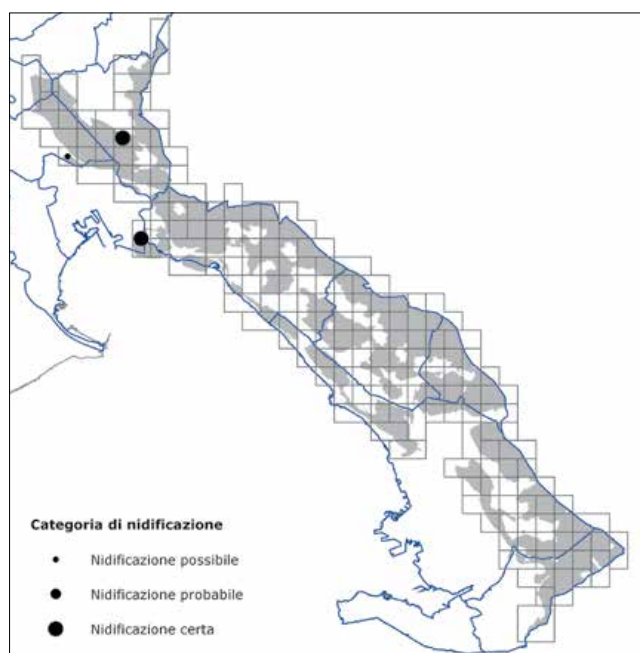 Categoria di nidificazione
Nidificazione possibile
Nidificazione probabile
Nidificazione certa